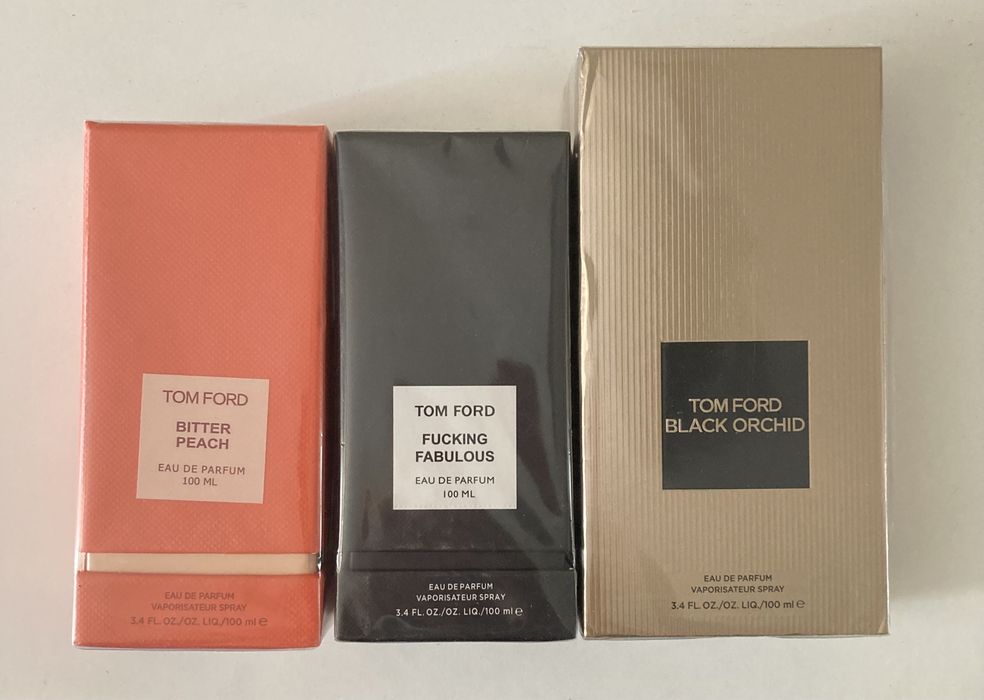 TOM FORD
BITTER
PEACH
EAU DE PARFUM
100 ML
EAU DE PARFUM
VAPORISATEUR SPRAY
3.4 FL. OZ./OZ. LIQ./100 ml ℮
TOM FORD
FUCKING
FABULOUS
EAU DE PARFUM
100 ML
EAU DE PARFUM
VAPORISATEUR SPRAY
3.4 FL. OZ./OZ. LIQ./100 ml ℮
TOM FORD
BLACK ORCHID
EAU DE PARFUM
VAPORISATEUR SPRAY
3.4 FL. OZ./OZ. LIQ./100 ml ℮